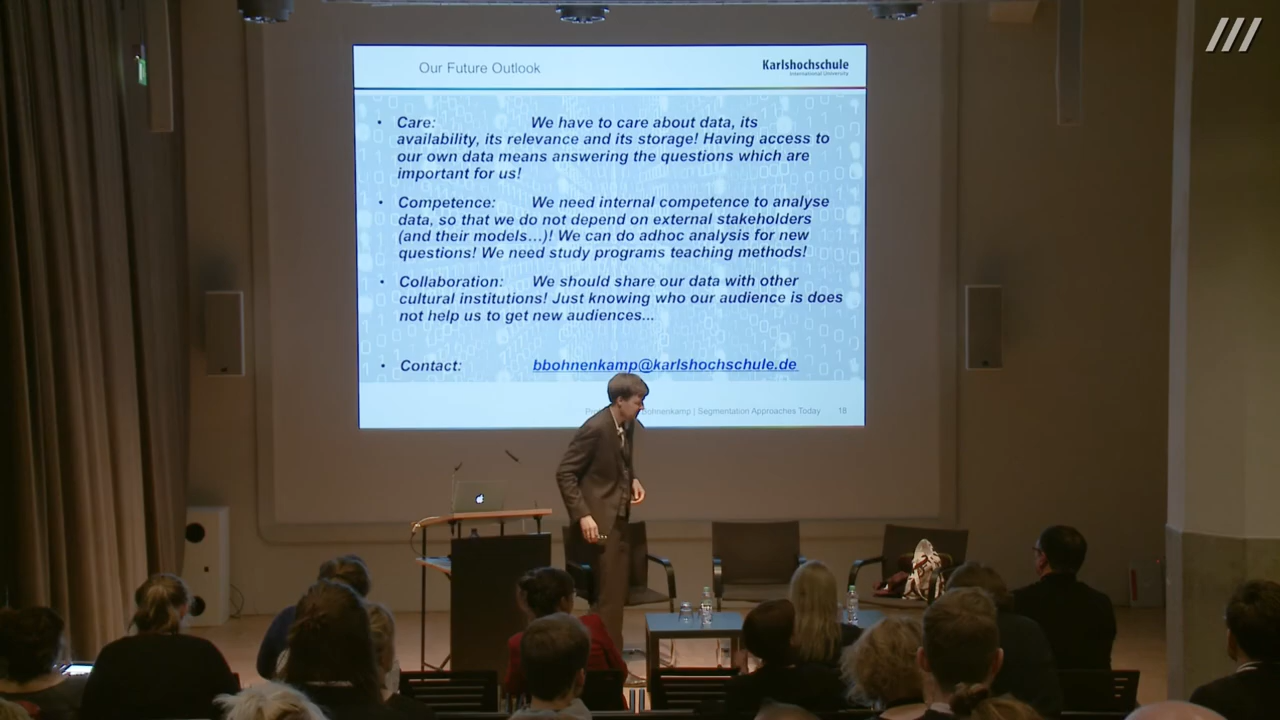 Our Future Outlook
Karlshochschule
International University
• Care: We have to care about data, its
availability, its relevance and its storage! Having access to
our own data means answering the questions which are
important for us!
• Competence: We need internal competence to analyse
data, so that we do not depend on external stakeholders
(and their models…)! We can do adhoc analysis for new
questions! We need study programs teaching methods!
• Collaboration: We should share our data with other
cultural institutions! Just knowing who our audience is does
not help us to get new audiences...
• Contact: bbohnenkamp@karlshochschule.de
Bohnenkamp | Segmentation Approaches Today 18